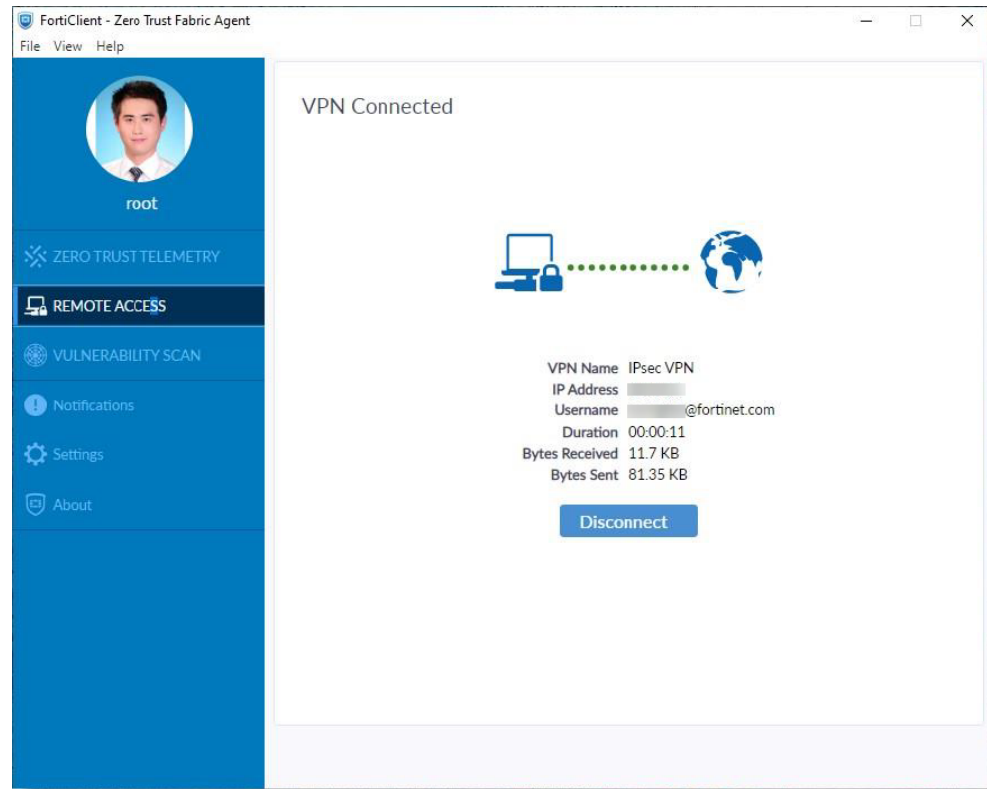 FortiClient - Zero Trust Fabric Agent
File View Help
root
ZERO TRUST TELEMETRY
REMOTE ACCESS
VULNERABILITY SCAN
Notifications
Settings
About
VPN Connected
VPN Name IPsec VPN
IP Address
Username @fortinet.com
Duration 00:00:11
Bytes Received 11.7 KB
Bytes Sent 81.35 KB
Disconnect